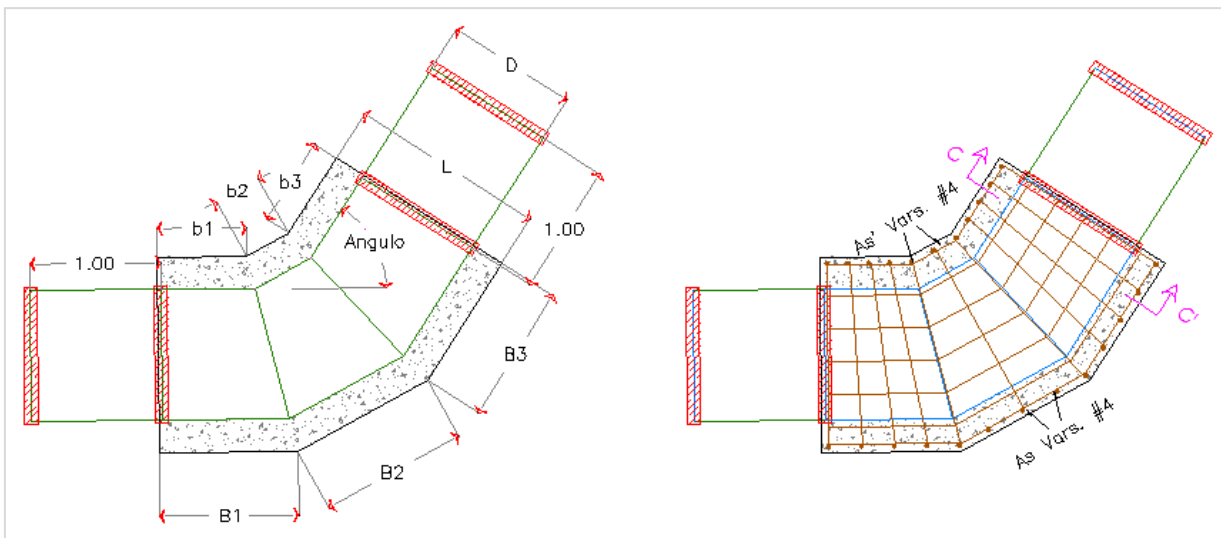 D
L
b3
b2
b1
Angulo
1.00
1.00
B3
B2
B1
C
As' Vars. #4
C'
As Vars. #4